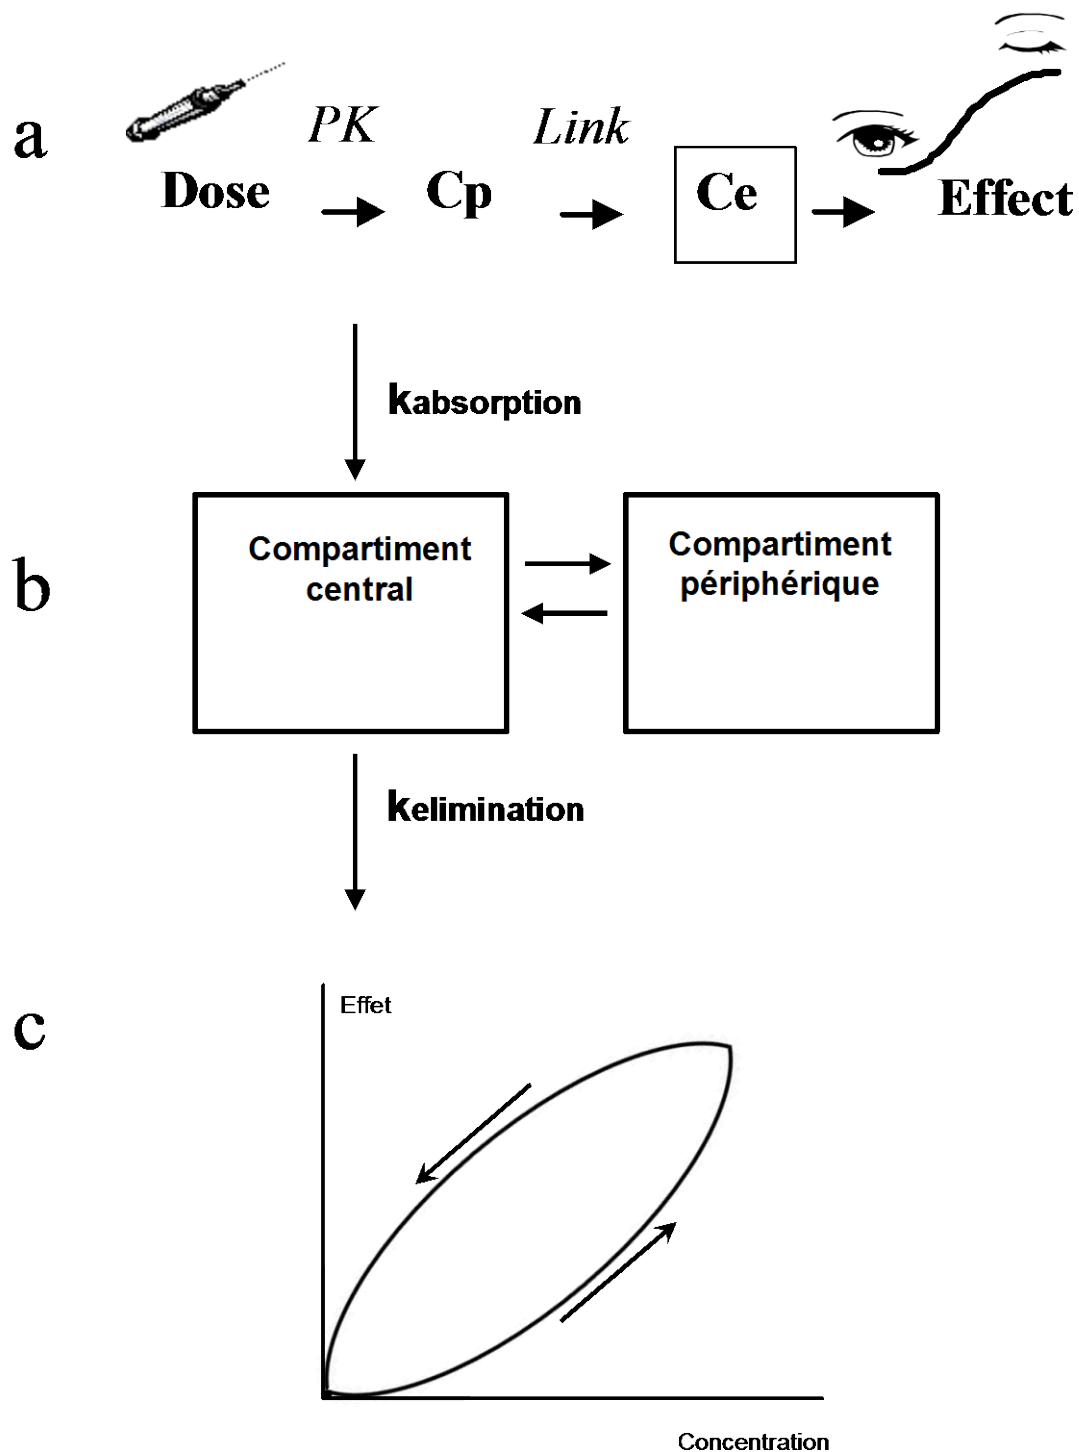 a
PK
Link
Dose
Cp
Ce
Effect
kabsorption
b
Compartiment
central
Compartiment
périphérique
kelimination
c
Effet
Concentration